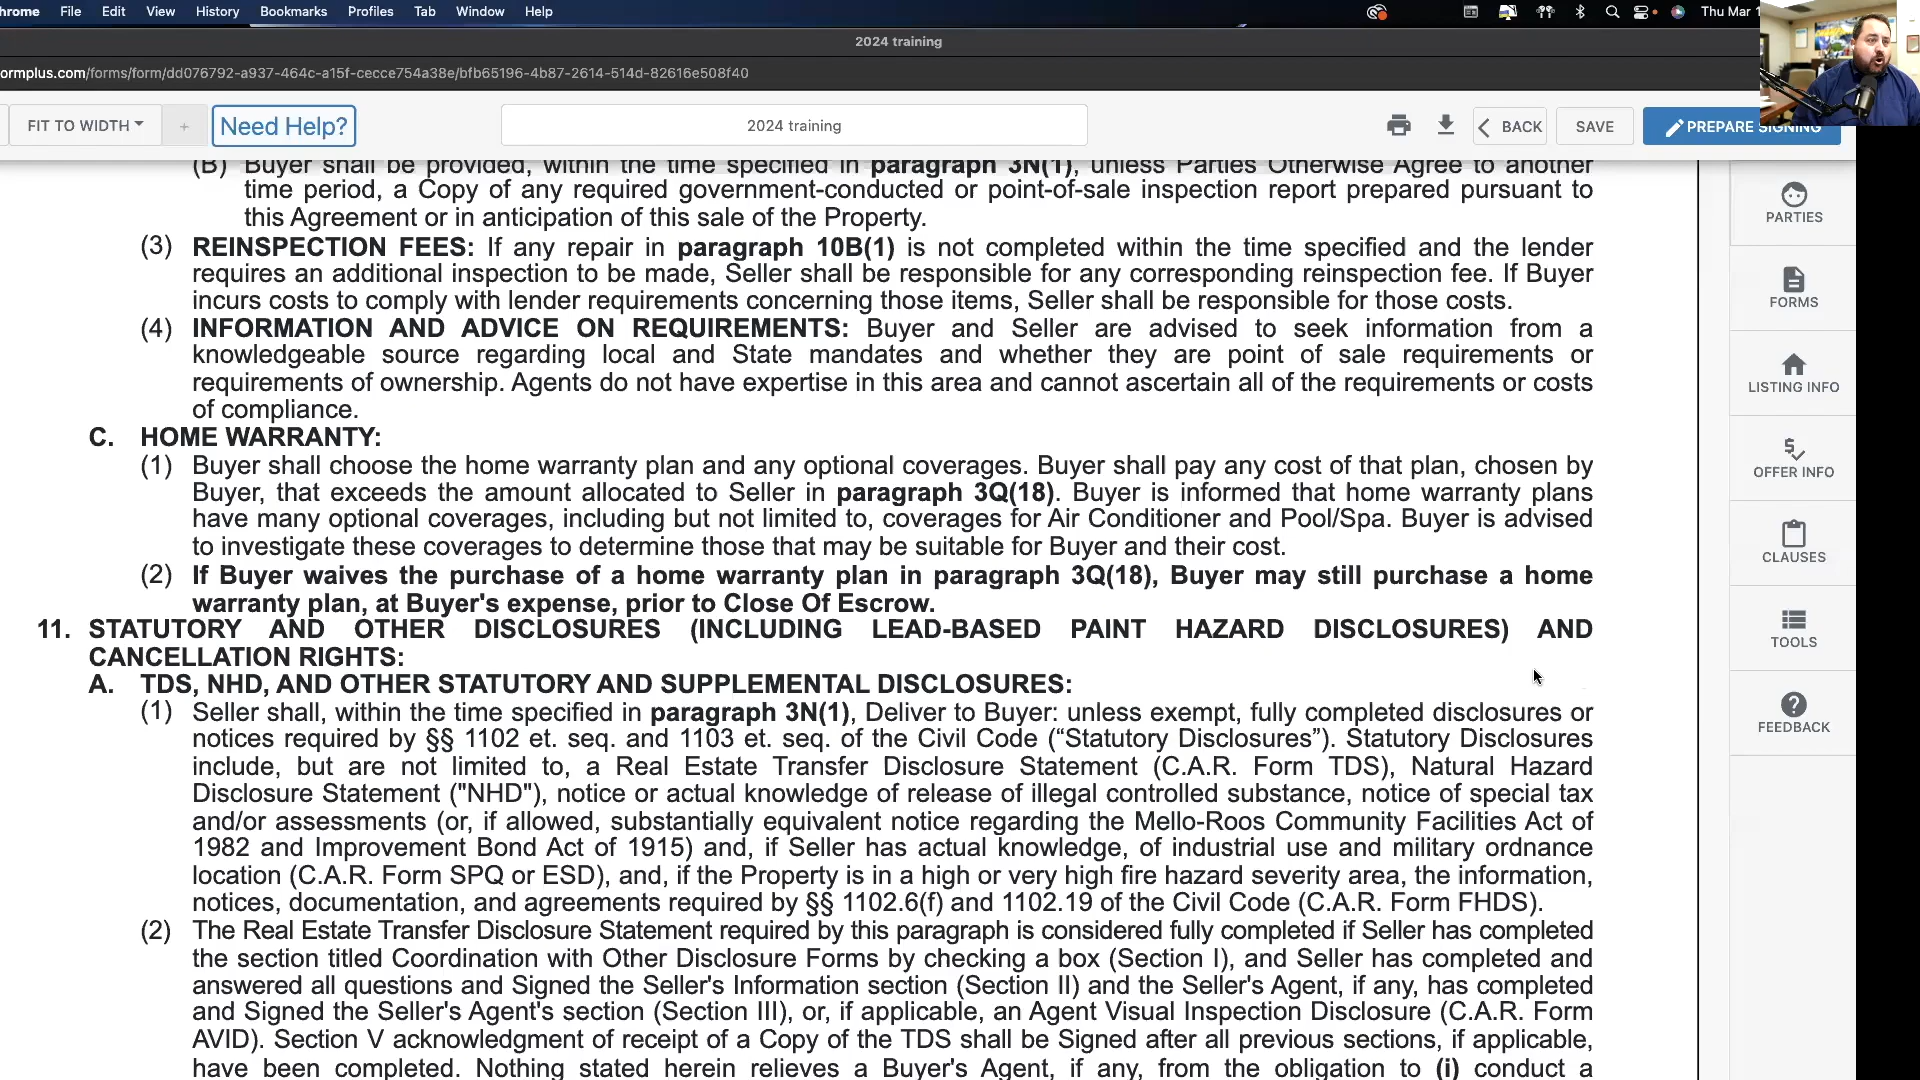 hrome File Edit View History Bookmarks Profiles Tab Window Help Thu Mar 1
2024 training
ormplus.com/forms/form/dd076792-a937-464c-a15f-cecce754a38e/bfb65196-4b87-2614-514d-82616e508f40
FIT TO WIDTH + Need Help? 2024 training BACK SAVE PREPARE SIGNING
(B) Buyer shall be provided, within the time specified in paragraph 3N(1), unless Parties Otherwise Agree to another
time period, a Copy of any required government-conducted or point-of-sale inspection report prepared pursuant to
this Agreement or in anticipation of this sale of the Property.
(3) REINSPECTION FEES: If any repair in paragraph 10B(1) is not completed within the time specified and the lender
requires an additional inspection to be made, Seller shall be responsible for any corresponding reinspection fee. If Buyer
incurs costs to comply with lender requirements concerning those items, Seller shall be responsible for those costs.
(4) INFORMATION AND ADVICE ON REQUIREMENTS: Buyer and Seller are advised to seek information from a
knowledgeable source regarding local and State mandates and whether they are point of sale requirements or
requirements of ownership. Agents do not have expertise in this area and cannot ascertain all of the requirements or costs
of compliance.
C. HOME WARRANTY:
(1) Buyer shall choose the home warranty plan and any optional coverages. Buyer shall pay any cost of that plan, chosen by
Buyer, that exceeds the amount allocated to Seller in paragraph 3Q(18). Buyer is informed that home warranty plans
have many optional coverages, including but not limited to, coverages for Air Conditioner and Pool/Spa. Buyer is advised
to investigate these coverages to determine those that may be suitable for Buyer and their cost.
(2) If Buyer waives the purchase of a home warranty plan in paragraph 3Q(18), Buyer may still purchase a home
warranty plan, at Buyer's expense, prior to Close Of Escrow.
11. STATUTORY AND OTHER DISCLOSURES (INCLUDING LEAD-BASED PAINT HAZARD DISCLOSURES) AND
CANCELLATION RIGHTS:
A. TDS, NHD, AND OTHER STATUTORY AND SUPPLEMENTAL DISCLOSURES:
(1) Seller shall, within the time specified in paragraph 3N(1), Deliver to Buyer: unless exempt, fully completed disclosures or
notices required by §§ 1102 et. seq. and 1103 et. seq. of the Civil Code (“Statutory Disclosures”). Statutory Disclosures
include, but are not limited to, a Real Estate Transfer Disclosure Statement (C.A.R. Form TDS), Natural Hazard
Disclosure Statement ("NHD"), notice or actual knowledge of release of illegal controlled substance, notice of special tax
and/or assessments (or, if allowed, substantially equivalent notice regarding the Mello-Roos Community Facilities Act of
1982 and Improvement Bond Act of 1915) and, if Seller has actual knowledge, of industrial use and military ordnance
location (C.A.R. Form SPQ or ESD), and, if the Property is in a high or very high fire hazard severity area, the information,
notices, documentation, and agreements required by §§ 1102.6(f) and 1102.19 of the Civil Code (C.A.R. Form FHDS).
(2) The Real Estate Transfer Disclosure Statement required by this paragraph is considered fully completed if Seller has completed
the section titled Coordination with Other Disclosure Forms by checking a box (Section I), and Seller has completed and
answered all questions and Signed the Seller's Information section (Section II) and the Seller's Agent, if any, has completed
and Signed the Seller's Agent's section (Section III), or, if applicable, an Agent Visual Inspection Disclosure (C.A.R. Form
AVID). Section V acknowledgment of receipt of a Copy of the TDS shall be Signed after all previous sections, if applicable,
have been completed. Nothing stated herein relieves a Buyer's Agent, if any, from the obligation to (i) conduct a
PARTIES
FORMS
LISTING INFO
OFFER INFO
CLAUSES
TOOLS
FEEDBACK